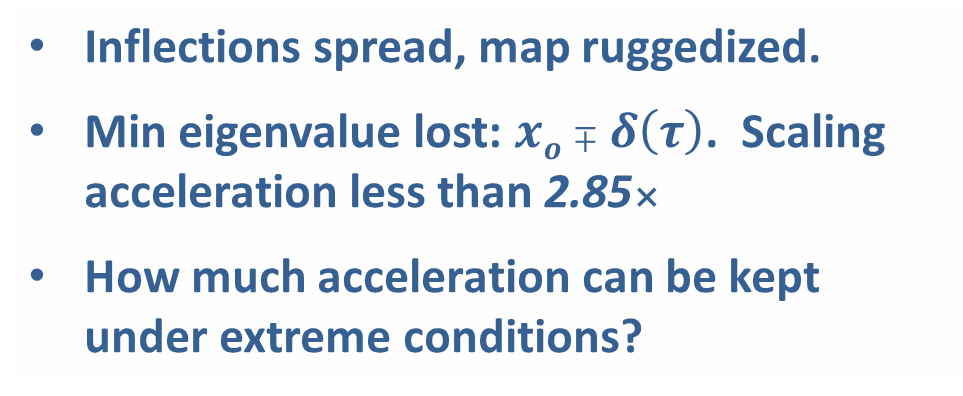 • Inflections spread, map ruggedized.
• Min eigenvalue lost: xₒ ∓ δ(τ). Scaling
acceleration less than 2.85×
• How much acceleration can be kept
under extreme conditions?